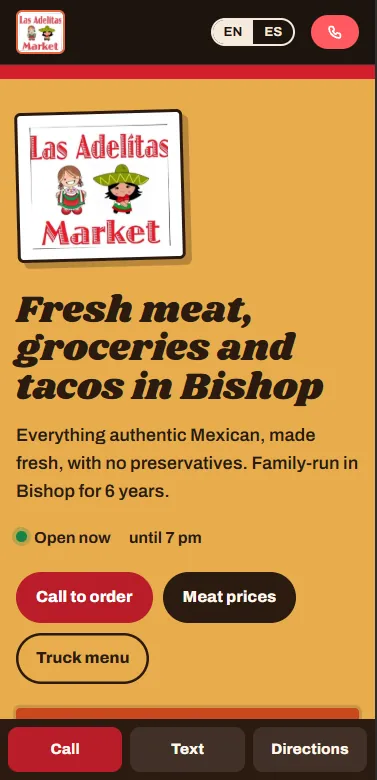 Las Adelitas
Market
EN ES
Las Adelitas
Market
Fresh meat,
groceries and
tacos in Bishop
Everything authentic Mexican, made
fresh, with no preservatives. Family-run in
Bishop for 6 years.
Open now until 7 pm
Call to order Meat prices
Truck menu
Call Text Directions